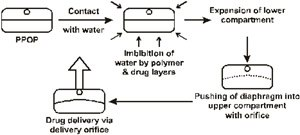 Contact
with water
PPOP
Expansion of lower
compartment
Imbibition of
water by polymer
& drug layers
Pushing of diaphragm into
upper compartment
with orifice
Drug delivery via
delivery orifice